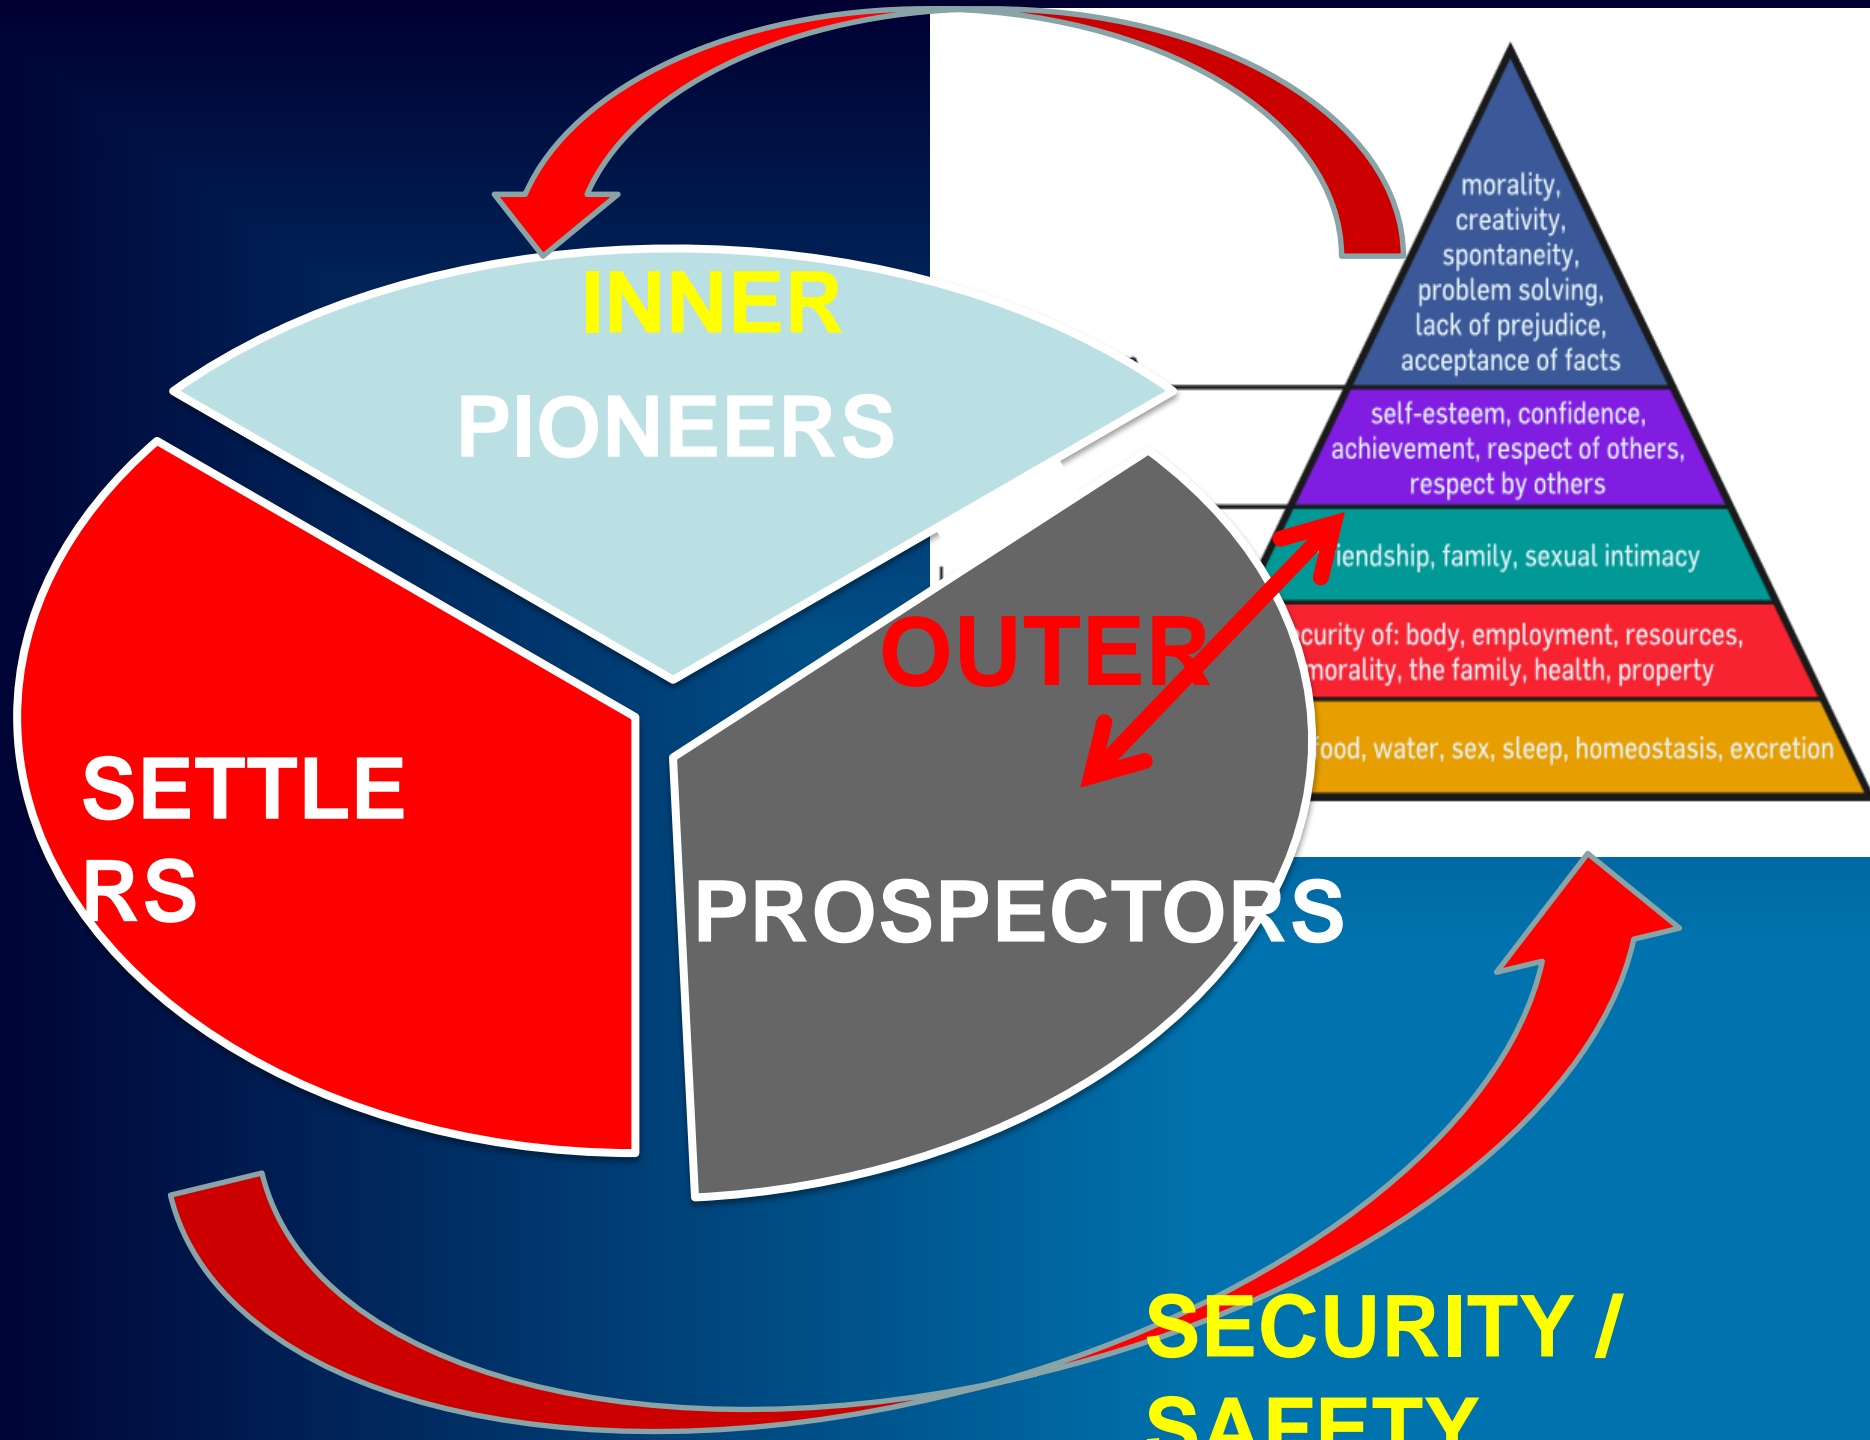 INNER
PIONEERS
SETTLE
RS
OUTER
PROSPECTORS
SECURITY /
SAFETY
morality,
creativity,
spontaneity,
problem solving,
lack of prejudice,
acceptance of facts
self-esteem, confidence,
achievement, respect of others,
respect by others
iendship, family, sexual intimacy
curity of: body, employment, resources,
morality, the family, health, property
food, water, sex, sleep, homeostasis, excretion